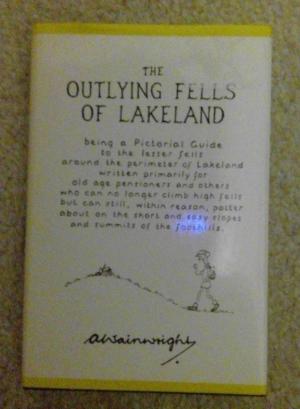 THE
OUTLYING FELLS
OF LAKELAND
being a Pictorial Guide
to the lesser fells
around the perimeter of Lakeland
written primarily for
old age pensioners and others
who can no longer climb high fells
but can still, within reason, potter
about on the short and easy slopes
and summits of the foothills.
AWainwright